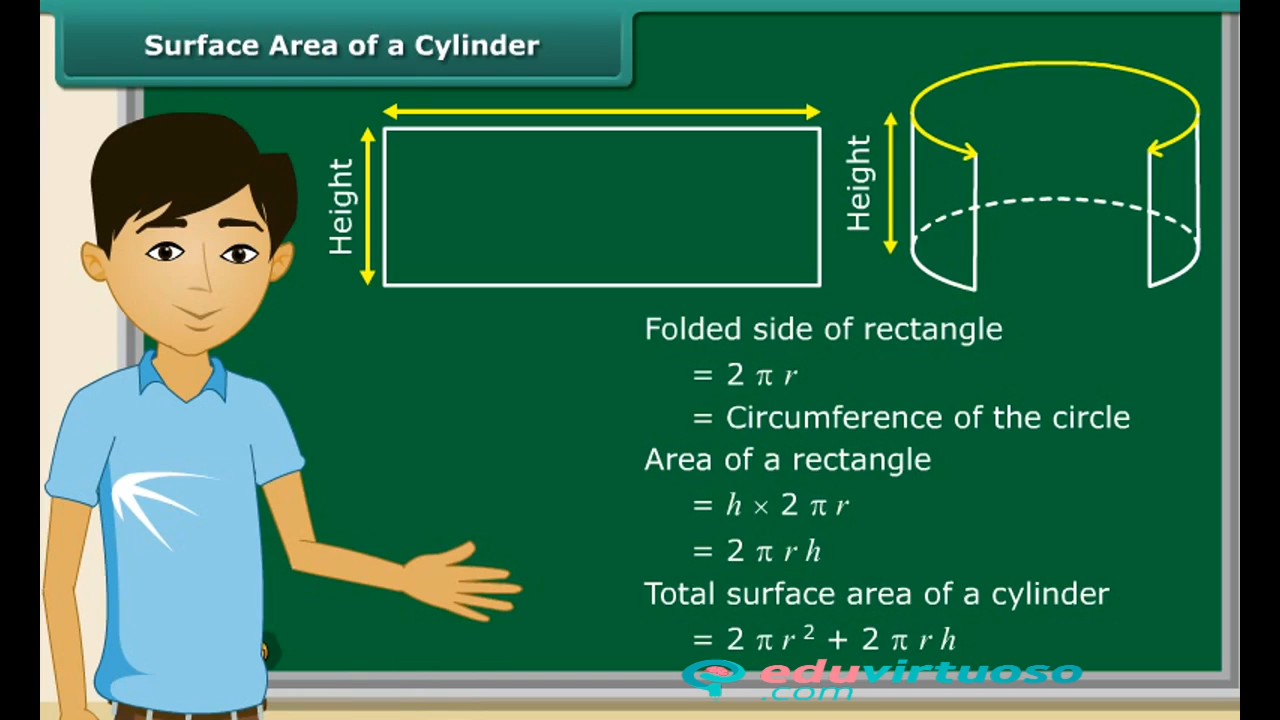 Surface Area of a Cylinder
Height
Height
Folded side of rectangle
= 2 π r
= Circumference of the circle
Area of a rectangle
= h × 2 π r
= 2 π r h
Total surface area of a cylinder
= 2 π r² + 2 π r h
eduvirtuoso
.com